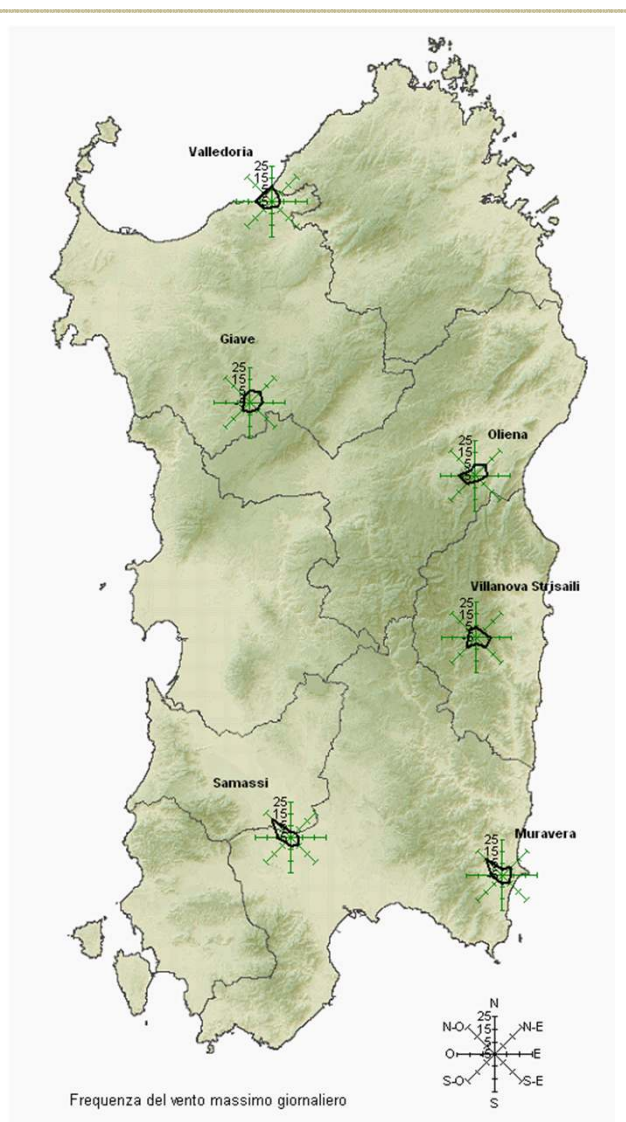 Valledoria
25
15
5
Giave
25
15
5
Oliena
25
15
5
Villanova Strisaili
25
15
5
Samassi
25
15
5
Muravera
25
15
5
N
25
N-O 15 N-E
O 5 E
S-O S-E
S
Frequenza del vento massimo giornaliero